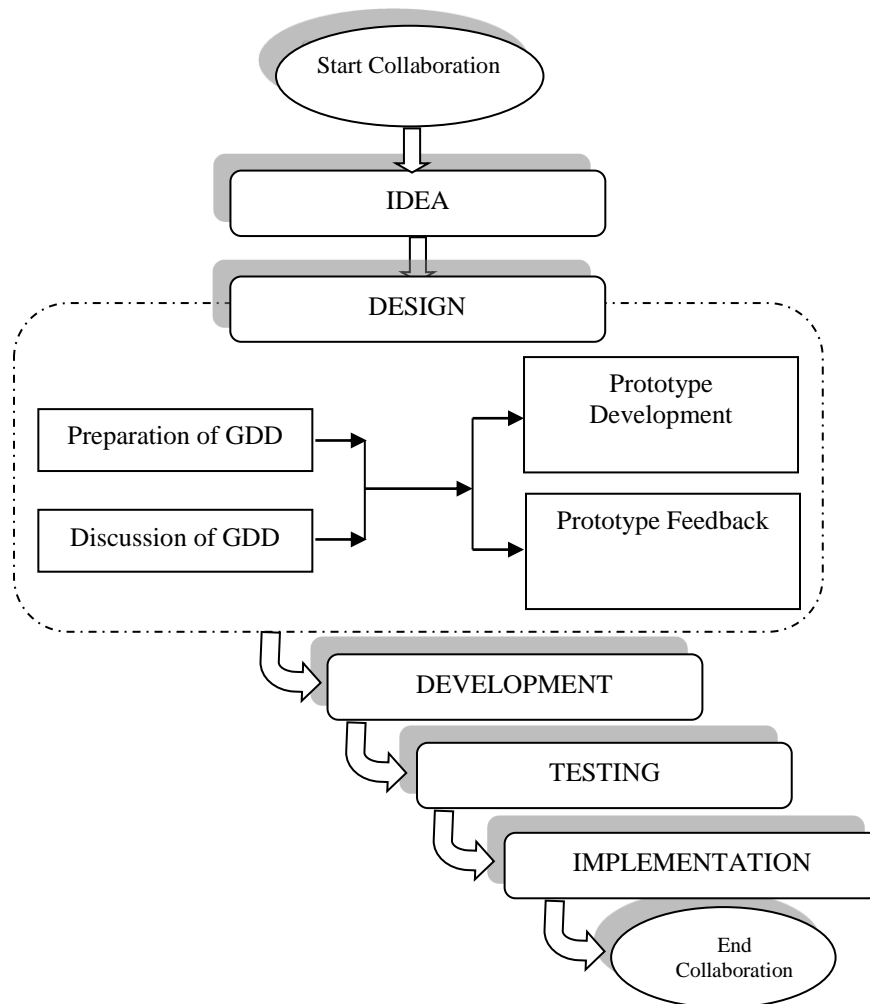 Start Collaboration
IDEA
DESIGN
Preparation of GDD
Discussion of GDD
Prototype
Development
Prototype Feedback
DEVELOPMENT
TESTING
IMPLEMENTATION
End
Collaboration